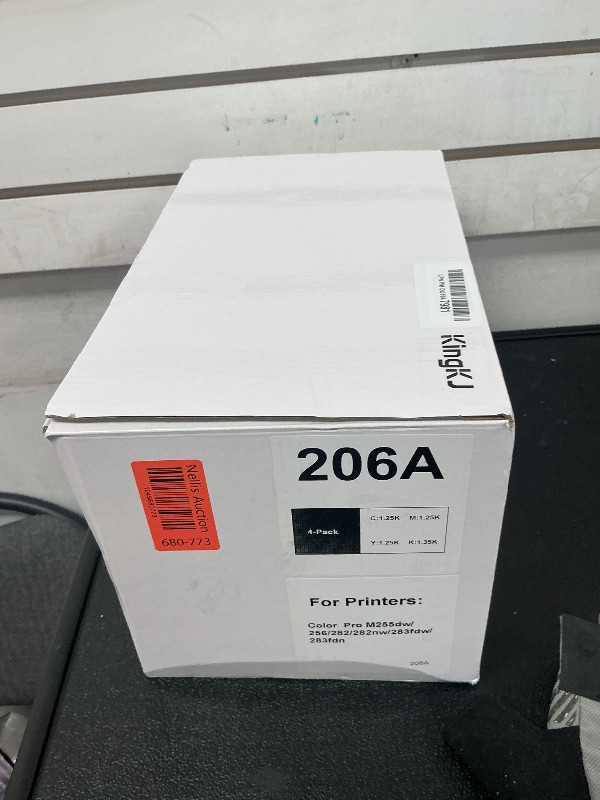 KingKJ
Nellis Auction
680-773
206A
4-Pack
C:1.25K M:1.25K
Y:1.25K K:1.35K
For Printers:
Color Pro M255dw/
256/282/282nw/283fdw/
283fdn
206A